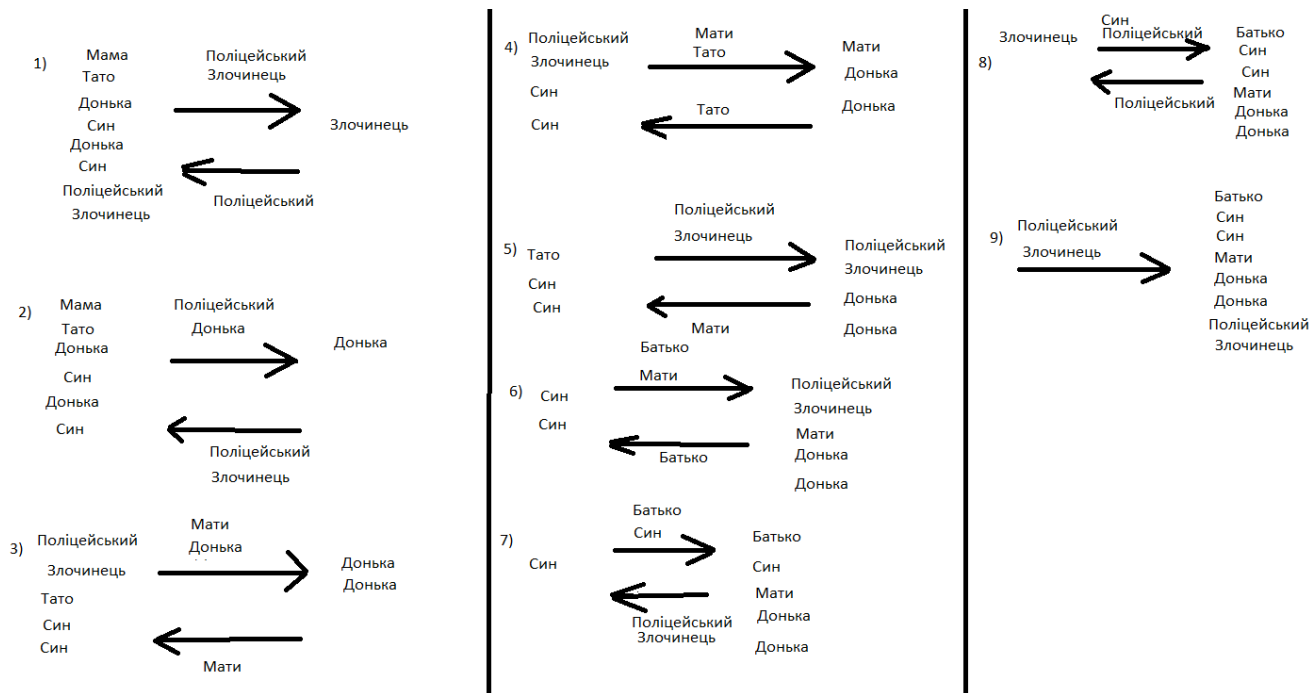 1)
Мама
Тато
Донька
Син
Донька
Син
Поліцейський
Злочинець
Поліцейський
Злочинець
Поліцейський
Злочинець
2)
Мама
Тато
Донька
Син
Донька
Син
Поліцейський
Донька
Поліцейський
Злочинець
Донька
3)
Поліцейський
Злочинець
Тато
Син
Син
Мати
Донька
Мати
Донька
Донька
4)
Поліцейський
Злочинець
Син
Син
Мати
Тато
Тато
Мати
Донька
Донька
5)
Тато
Син
Син
Поліцейський
Злочинець
Мати
Поліцейський
Злочинець
Донька
Донька
6)
Син
Син
Батько
Мати
Батько
Поліцейський
Злочинець
Мати
Донька
Донька
7)
Син
Батько
Син
Поліцейський
Злочинець
Батько
Син
Мати
Донька
Донька
8)
Злочинець
Син
Поліцейський
Поліцейський
Батько
Син
Син
Мати
Донька
Донька
9)
Поліцейський
Злочинець
Батько
Син
Син
Мати
Донька
Донька
Поліцейський
Злочинець